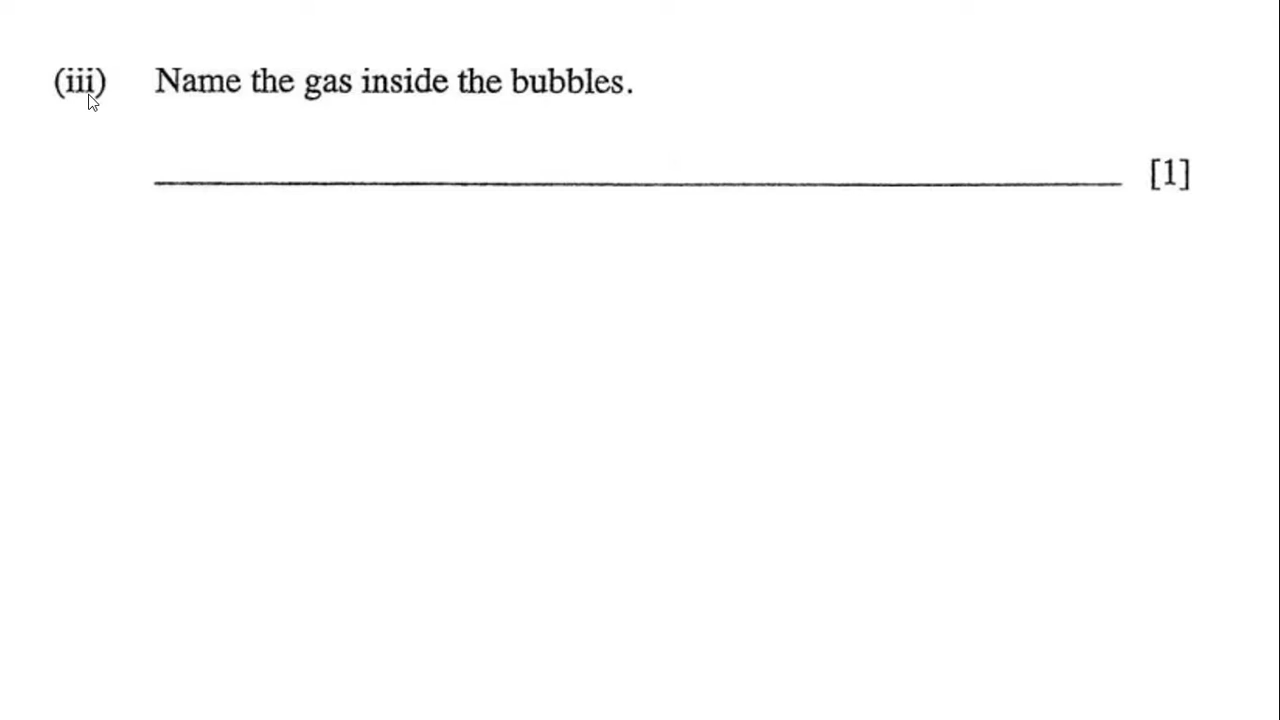 (iii) Name the gas inside the bubbles.
[1]